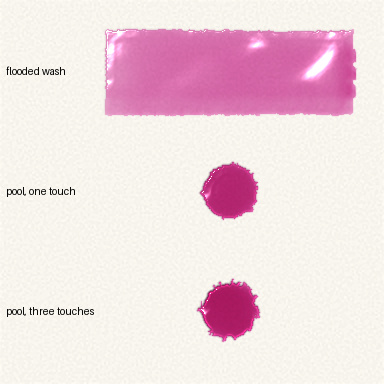 flooded wash
pool, one touch
pool, three touches